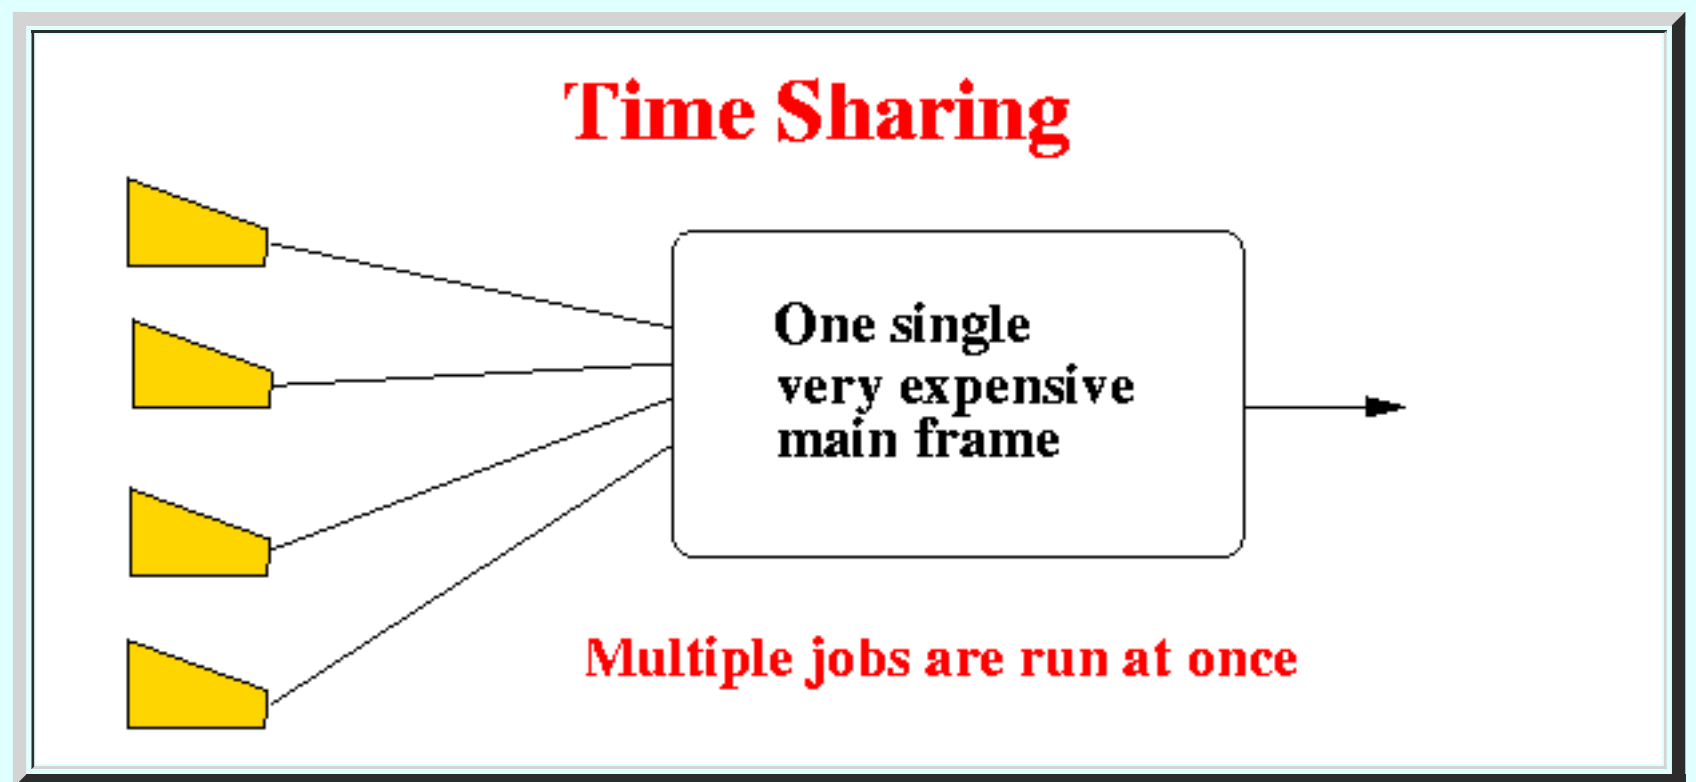 Time Sharing
One single
very expensive
main frame
Multiple jobs are run at once